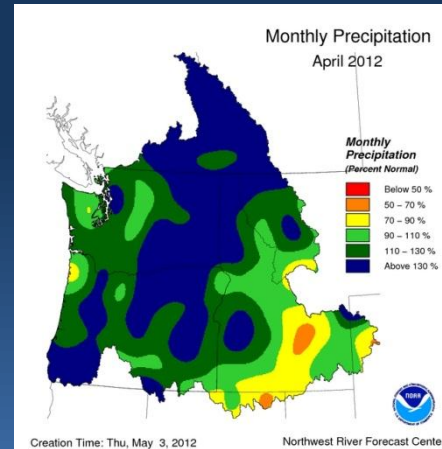 Monthly Precipitation
April 2012
Monthly
Precipitation
(Percent Normal)
Below 50 %
50 – 70 %
70 – 90 %
90 – 110 %
110 – 130 %
Above 130 %
NOAA
Creation Time: Thu, May 3, 2012
Northwest River Forecast Cente